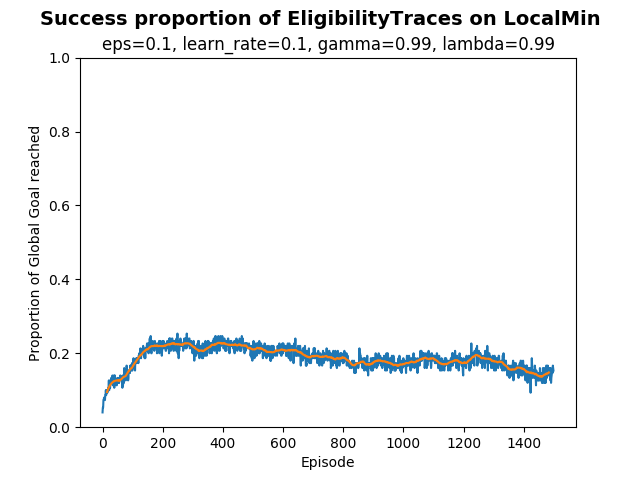 Success proportion of EligibilityTraces on LocalMin
eps=0.1, learn_rate=0.1, gamma=0.99, lambda=0.99
Proportion of Global Goal reached
1.0
0.8
0.6
0.4
0.2
0.0
0 200 400 600 800 1000 1200 1400
Episode